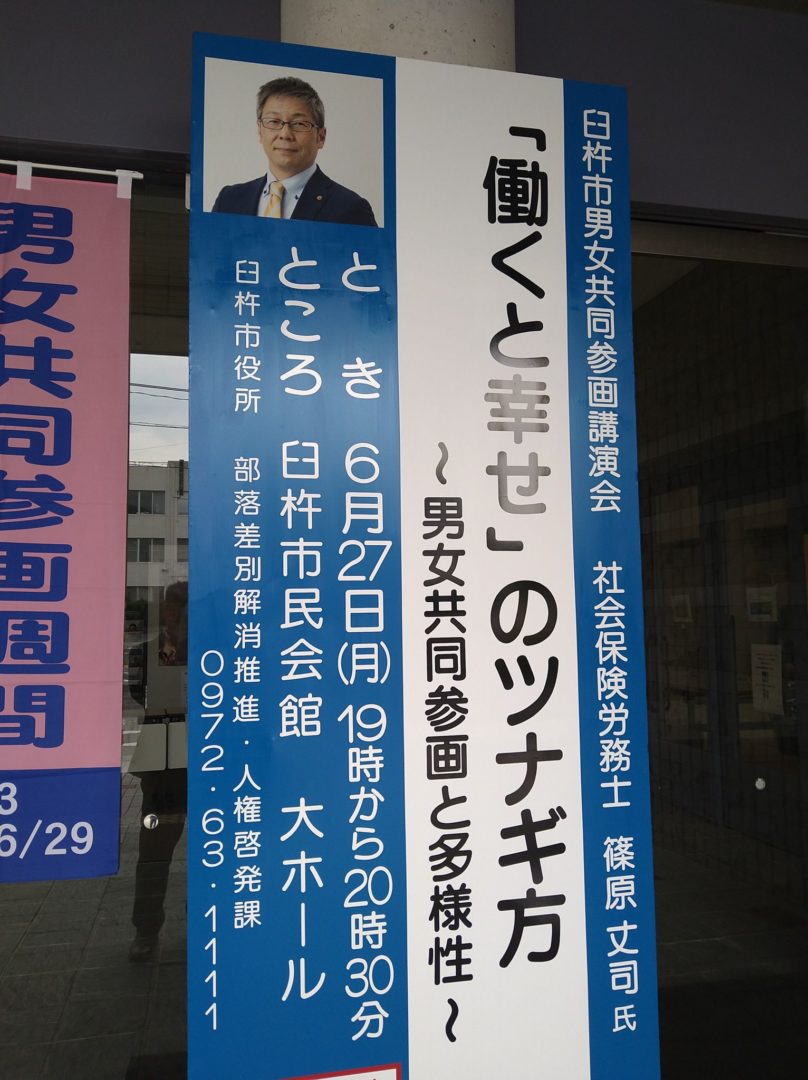 臼杵市男女共同参画講演会　社会保険労務士　篠原 丈司 氏
「働くと幸せ」のツナギ方
～男女共同参画と多様性～
と　き　6月27日(月) 19時から20時30分
ところ　臼杵市民会館　大ホール
臼杵市役所　部落差別解消推進・人権啓発課
0972・63・1111
男女共同参画週間
3
6/29